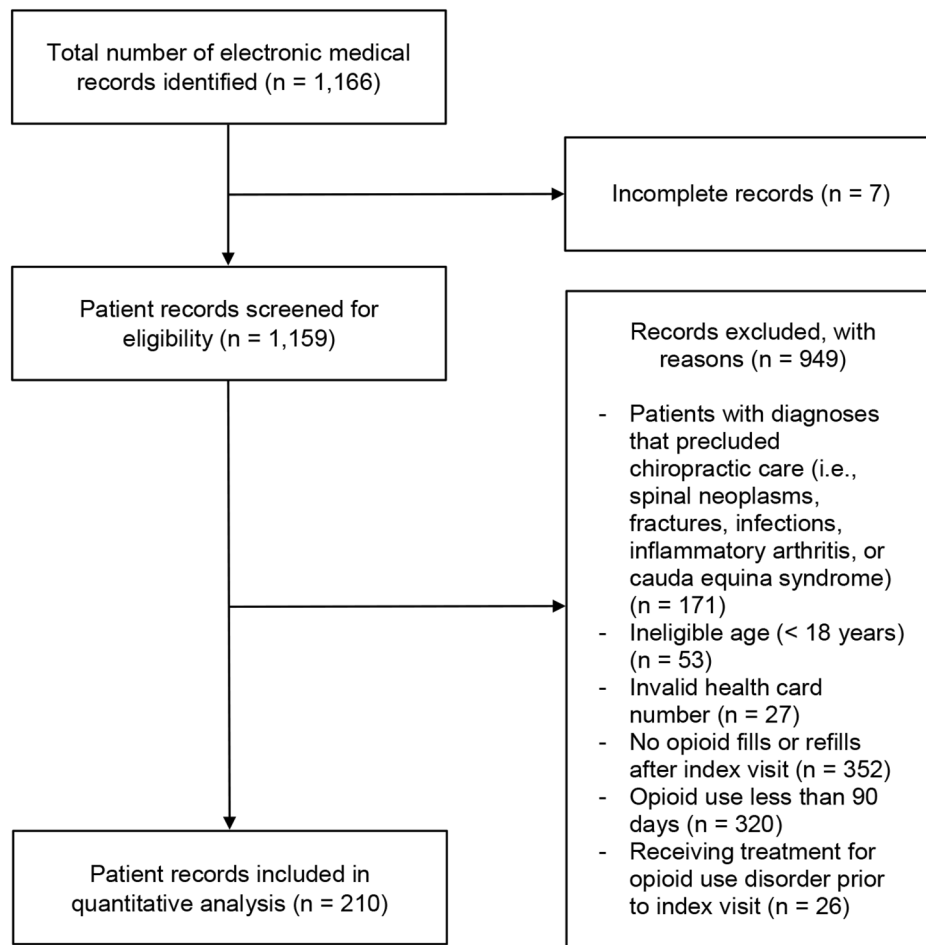 Total number of electronic medical
records identified (n = 1,166)
Incomplete records (n = 7)
Patient records screened for
eligibility (n = 1,159)
Records excluded, with
reasons (n = 949)
- Patients with diagnoses
that precluded
chiropractic care (i.e.,
spinal neoplasms,
fractures, infections,
inflammatory arthritis, or
cauda equina syndrome)
(n = 171)
- Ineligible age (< 18 years)
(n = 53)
- Invalid health card
number (n = 27)
- No opioid fills or refills
after index visit (n = 352)
- Opioid use less than 90
days (n = 320)
- Receiving treatment for
opioid use disorder prior
to index visit (n = 26)
Patient records included in
quantitative analysis (n = 210)